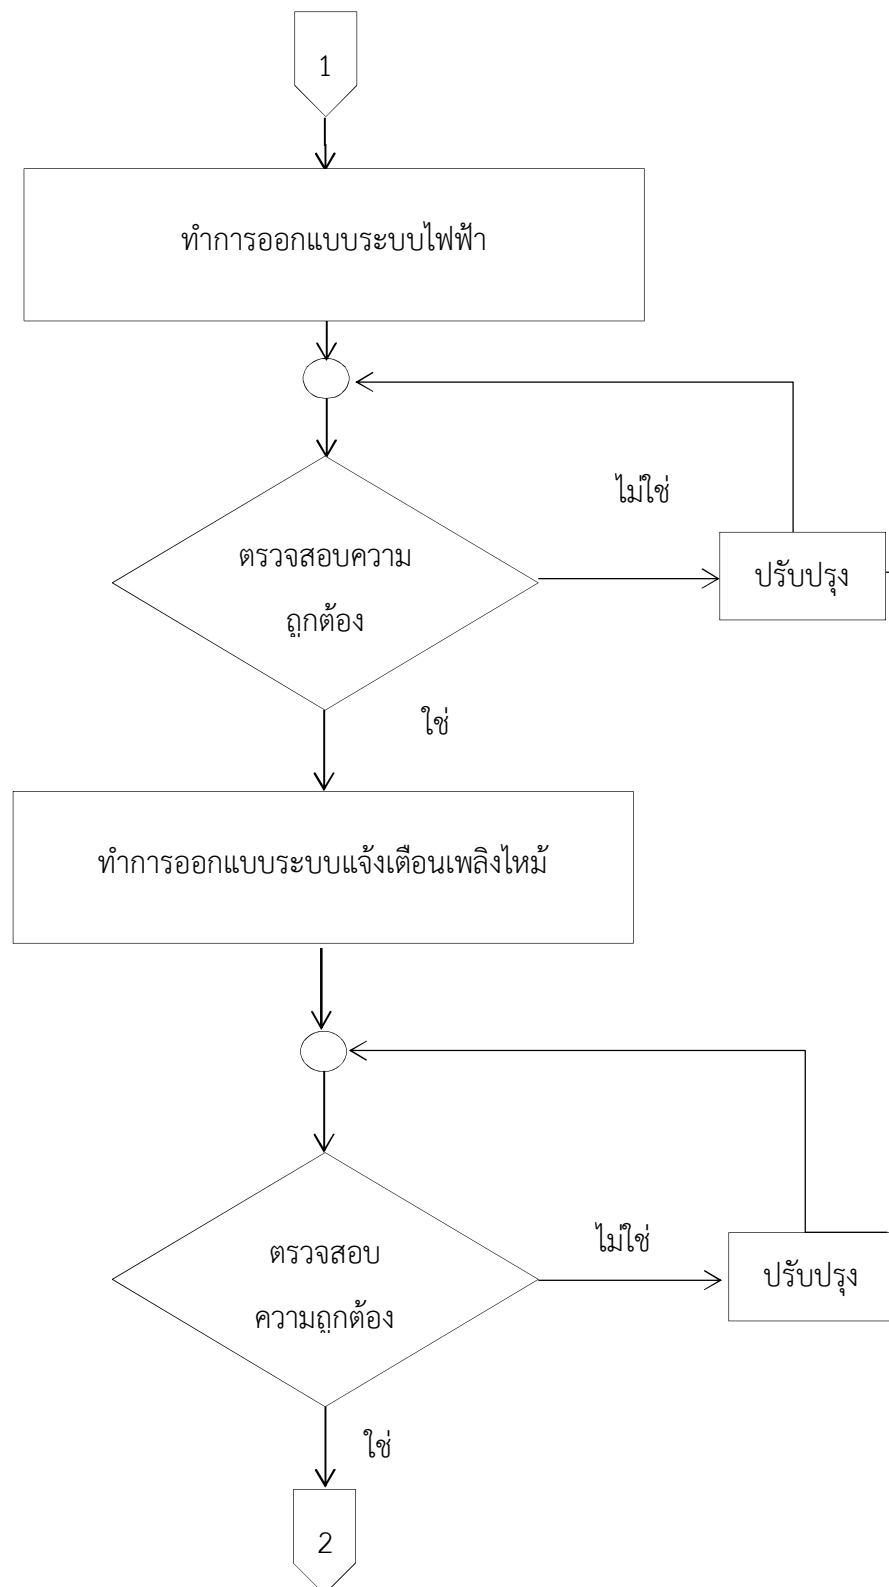 1
ทำการออกแบบระบบไฟฟ้า
ไม่ใช่
ตรวจสอบความ
ถูกต้อง
ปรับปรุง
ใช่
ทำการออกแบบระบบแจ้งเตือนเพลิงไหม้
ไม่ใช่
ตรวจสอบ
ความถูกต้อง
ปรับปรุง
ใช่
2